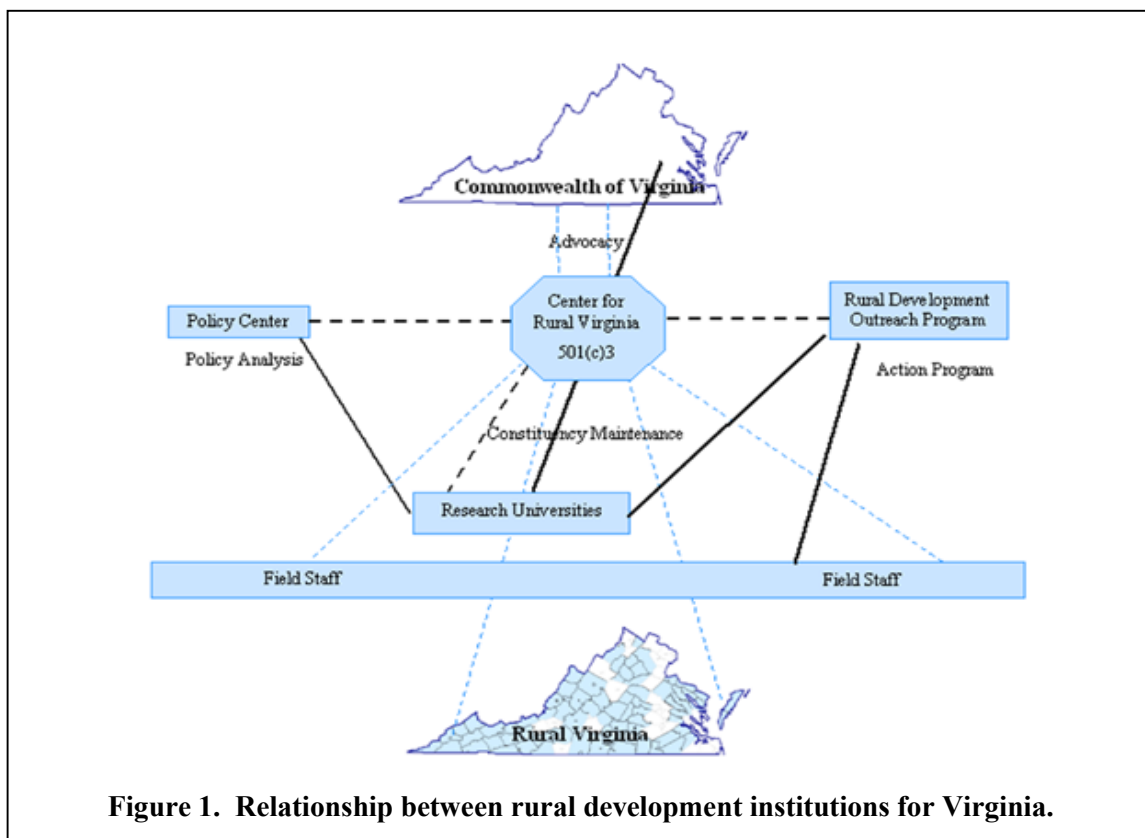 Commonwealth of Virginia
Advocacy
Center for
Rural Virginia
501(c)3
Policy Center
Policy Analysis
Rural Development
Outreach Program
Action Program
Constituency Maintenance
Research Universities
Field Staff
Field Staff
Rural Virginia
Figure 1. Relationship between rural development institutions for Virginia.